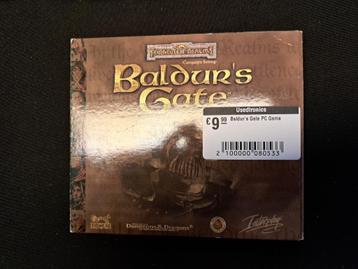 FORGOTTEN REALMS
Campaign Setting
Baldur's
Gate
Usedtronics
€9.99
Baldur's Gate PC Game
2 100000 080533
Dungeons & Dragons
Interplay